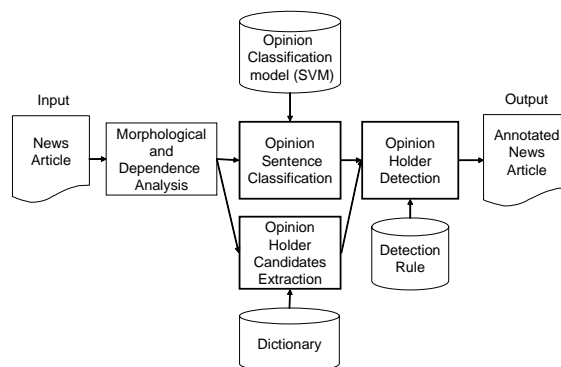 Opinion
Classification
model (SVM)
Input
Output
News
Article
Morphological
and
Dependence
Analysis
Opinion
Sentence
Classification
Opinion
Holder
Detection
Annotated
News
Article
Opinion
Holder
Candidates
Extraction
Detection
Rule
Dictionary